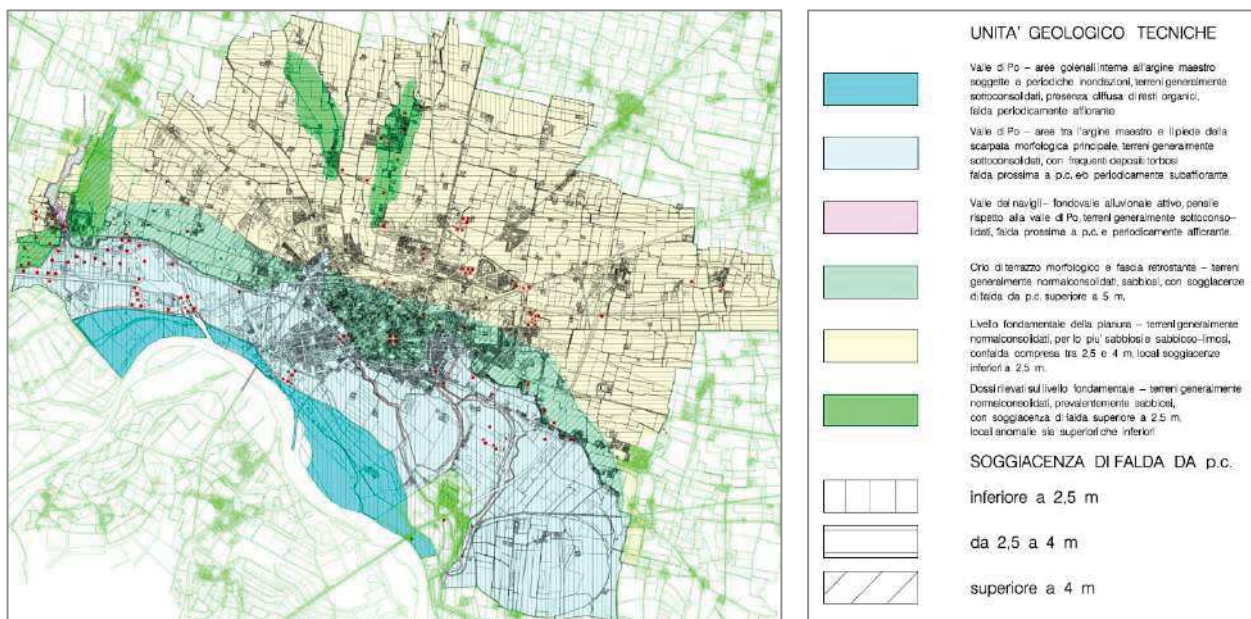 UNITA' GEOLOGICO TECNICHE
Valle di Po - aree golenali interne all'argine maestro
soggette a periodiche inondazioni, terreni generalmente
sottoconsolidati, presenza diffusa di resti organici,
falda periodicamente affiorante.
Valle di Po - aree tra l'argine maestro e il piede della
scarpata morfologica principale, terreni generalmente
sottoconsolidati, con frequenti depositi torbosi
falda prossima a p.c. e/o periodicamente subaffiorante.
Valle dei navigli - fondovalle alluvionale attivo, pensile
rispetto alla valle di Po, terreni generalmente sottoconso-
lidati, falda prossima a p.c. e periodicamente affiorante.
Orlo di terrazzo morfologico e fascia retrostante - terreni
generalmente normalconsolidati, sabbiosi, con soggiacenze
di falda da p.c. superiore a 5 m.
Livello fondamentale della pianura - terreni generalmente
normalconsolidati, per lo piu' sabbiosi e sabbioso-limosi,
con falda compresa tra 2,5 e 4 m, locali soggiacenze
inferiori a 2,5 m.
Dossi rilevati sul livello fondamentale - terreni generalmente
normalconsolidati, prevalentemente sabbiosi,
con soggiacenza di falda superiore a 2,5 m,
locali anomalie sia superiori che inferiori
SOGGIACENZA DI FALDA DA p.c.
inferiore a 2,5 m
da 2,5 a 4 m
superiore a 4 m